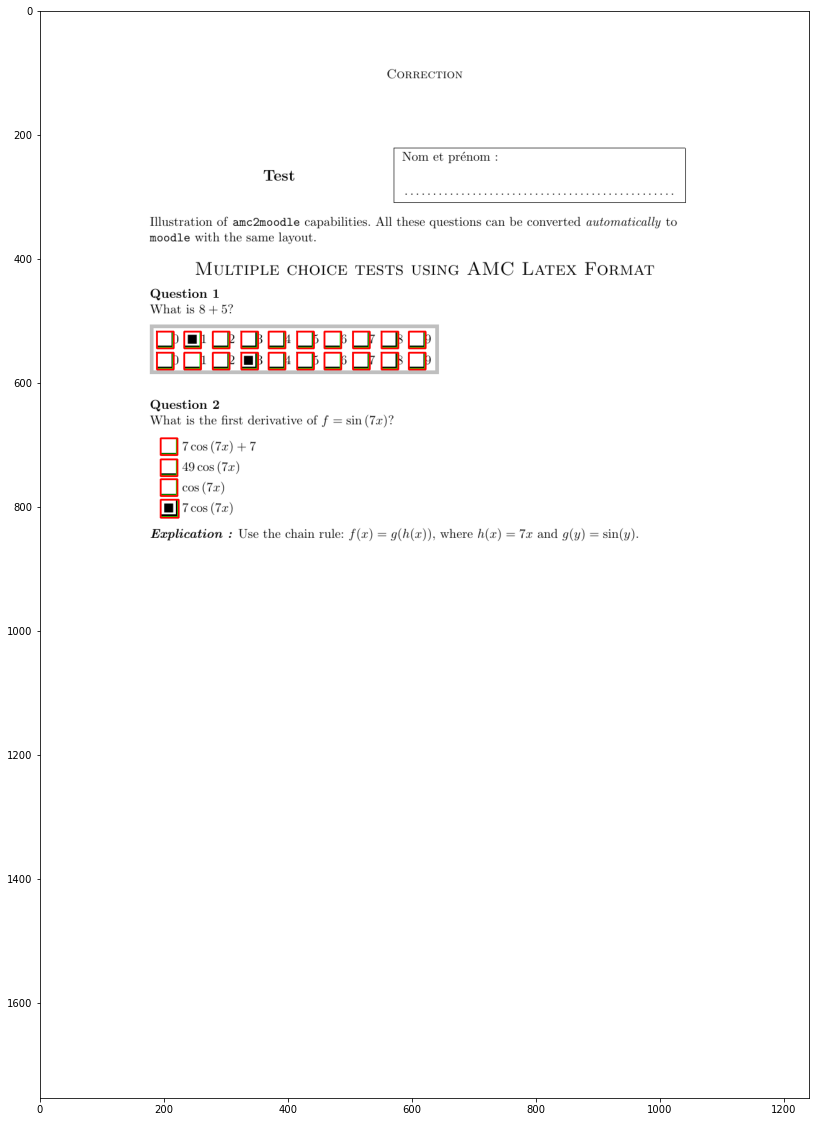 CORRECTION
Test
Nom et prénom :
Illustration of amc2moodle capabilities. All these questions can be converted automatically to
moodle with the same layout.
MULTIPLE CHOICE TESTS USING AMC LATEX FORMAT
Question 1
What is 8 + 5?
0 1 2 3 4 5 6 7 8 9
0 1 2 3 4 5 6 7 8 9
Question 2
What is the first derivative of f = sin (7x)?
7 cos (7x) + 7
49 cos (7x)
cos (7x)
7 cos (7x)
Explication : Use the chain rule: f(x) = g(h(x)), where h(x) = 7x and g(y) = sin(y).
0
200
400
600
800
1000
1200
1400
1600
0 200 400 600 800 1000 1200